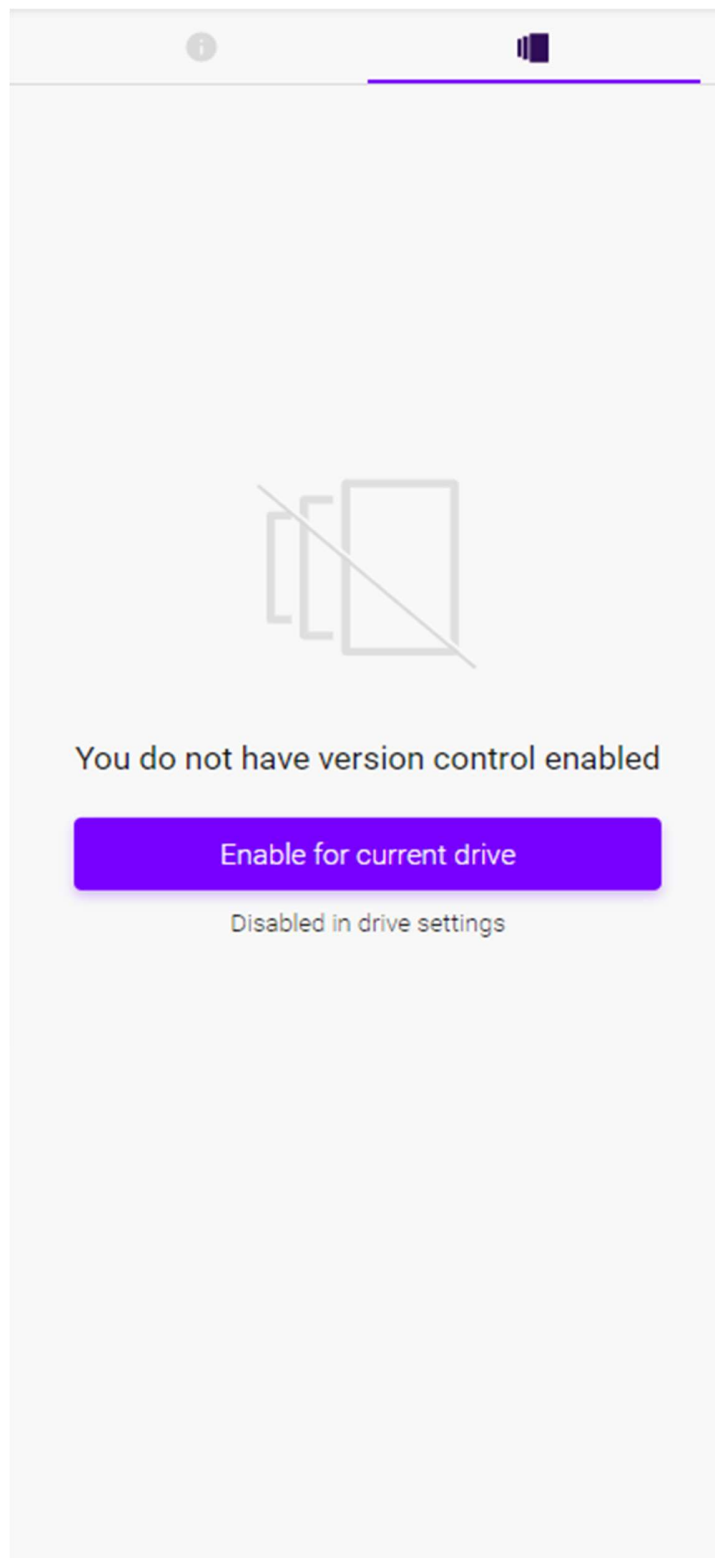 You do not have version control enabled
Enable for current drive
Disabled in drive settings